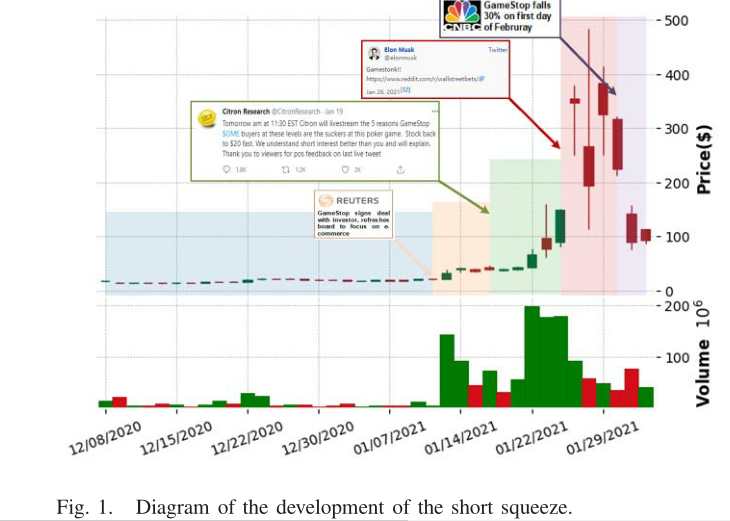 GameStop falls
30% on first day
of Februray
CNBC
Elon Musk
@elonmusk
Twitter
Gamestonk!!
https://www.reddit.com/r/wallstreetbets/
Jan 26, 2021[32]
Citron Research @CitronResearch · Jan 19
Tomorrow am at 11:30 EST Citron will livestream the 5 reasons GameStop
$GME buyers at these levels are the suckers at this poker game. Stock back
to $20 fast. We understand short interest better than you and will explain.
Thank you to viewers for pos feedback on last live tweet
1.8K 1.2K 2K
REUTERS
GameStop signs deal
with investor, refreshes
board to focus on e-
commerce
500
400
300
200
100
0
Price($)
200
100
Volume 10⁶
12/08/2020
12/15/2020
12/22/2020
12/30/2020
01/07/2021
01/14/2021
01/22/2021
01/29/2021
Fig. 1. Diagram of the development of the short squeeze.